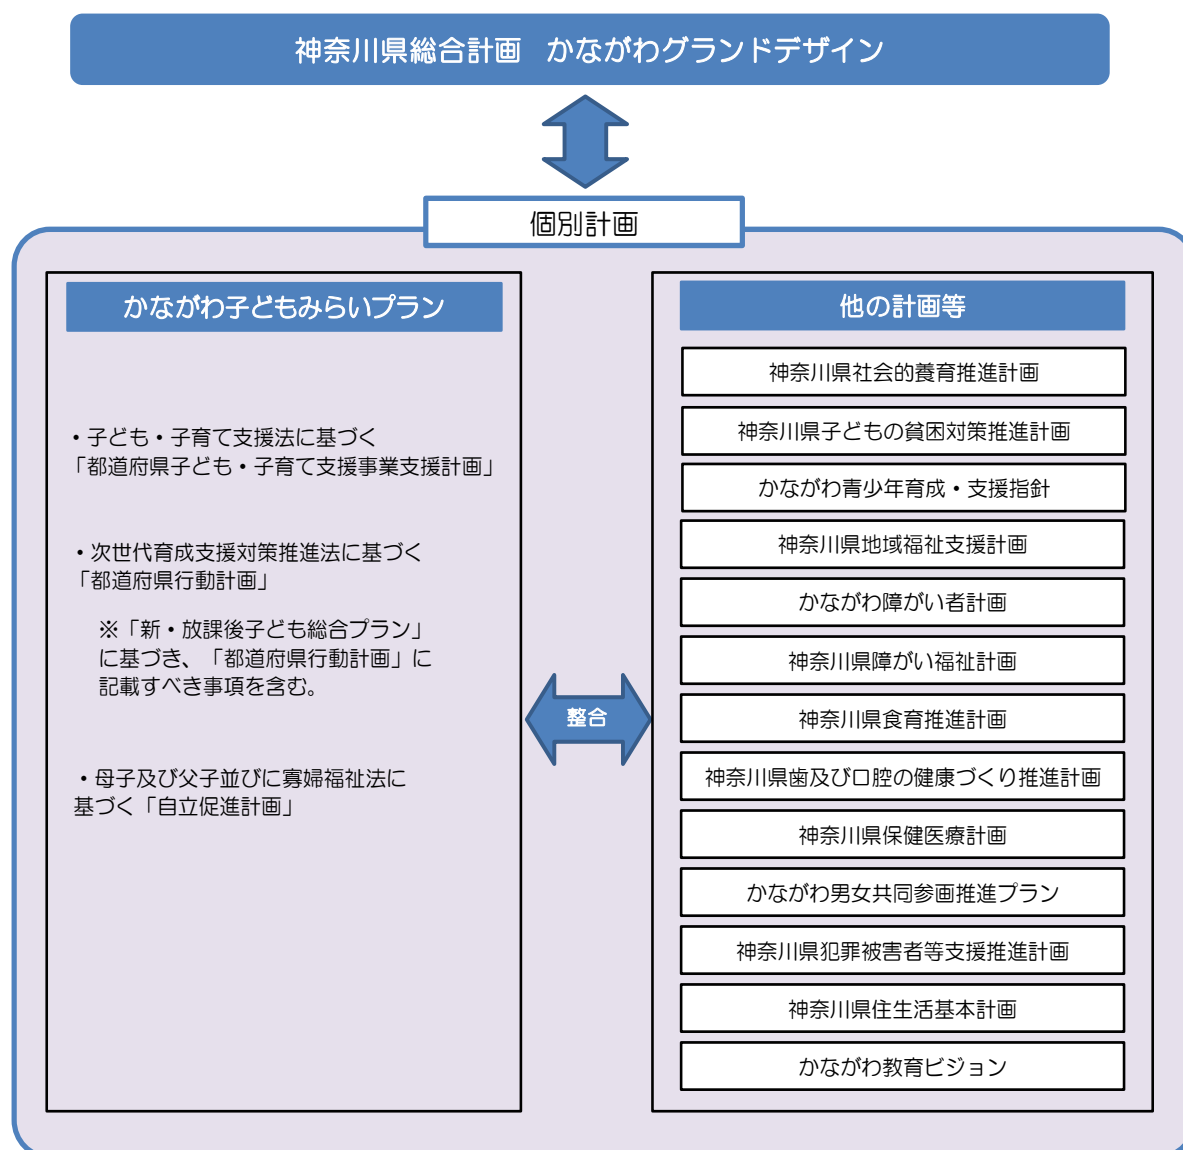 神奈川県総合計画　かながわグランドデザイン
個別計画
かながわ子どもみらいプラン
・子ども・子育て支援法に基づく
「都道府県子ども・子育て支援事業支援計画」
・次世代育成支援対策推進法に基づく
「都道府県行動計画」
※「新・放課後子ども総合プラン」
に基づき、「都道府県行動計画」に
記載すべき事項を含む。
・母子及び父子並びに寡婦福祉法に
基づく「自立促進計画」
整合
他の計画等
神奈川県社会的養育推進計画
神奈川県子どもの貧困対策推進計画
かながわ青少年育成・支援指針
神奈川県地域福祉支援計画
かながわ障がい者計画
神奈川県障がい福祉計画
神奈川県食育推進計画
神奈川県歯及び口腔の健康づくり推進計画
神奈川県保健医療計画
かながわ男女共同参画推進プラン
神奈川県犯罪被害者等支援推進計画
神奈川県住生活基本計画
かながわ教育ビジョン